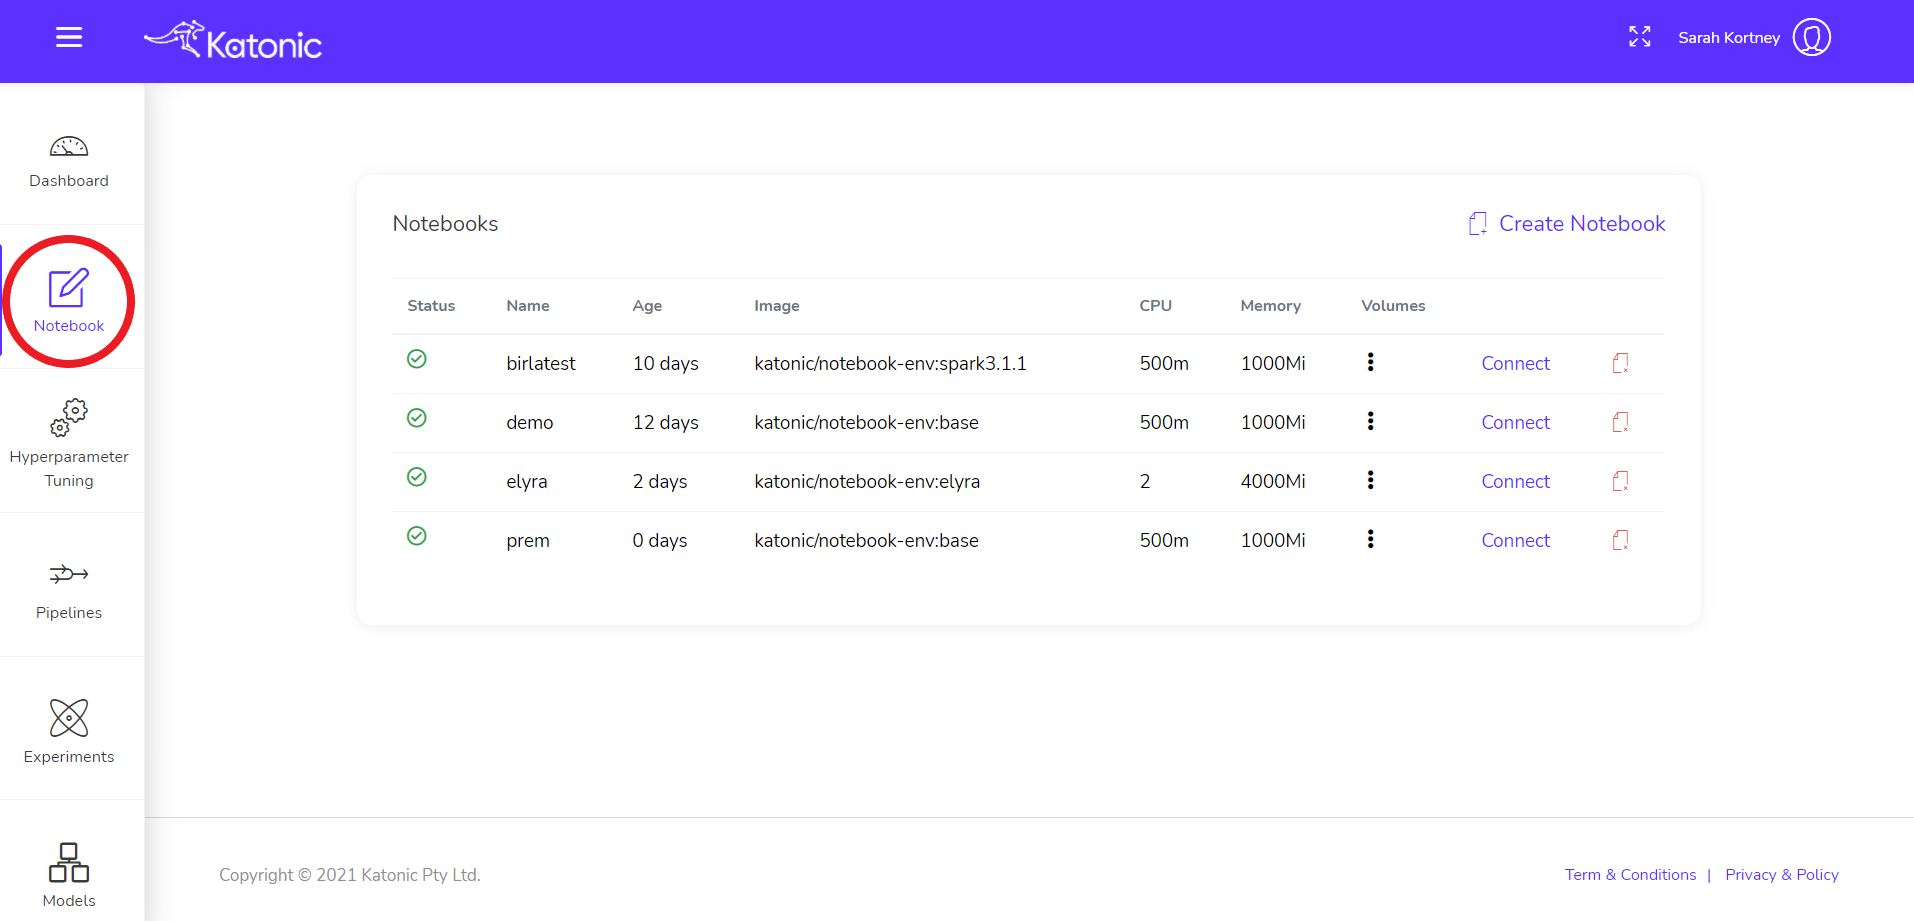 Katonic
Sarah Kortney
Dashboard
Notebook
Hyperparameter
Tuning
Pipelines
Experiments
Models
Notebooks
Create Notebook
Status Name Age Image CPU Memory Volumes
birlatest 10 days katonic/notebook-env:spark3.1.1 500m 1000Mi Connect
demo 12 days katonic/notebook-env:base 500m 1000Mi Connect
elyra 2 days katonic/notebook-env:elyra 2 4000Mi Connect
prem 0 days katonic/notebook-env:base 500m 1000Mi Connect
Copyright © 2021 Katonic Pty Ltd.
Term & Conditions | Privacy & Policy